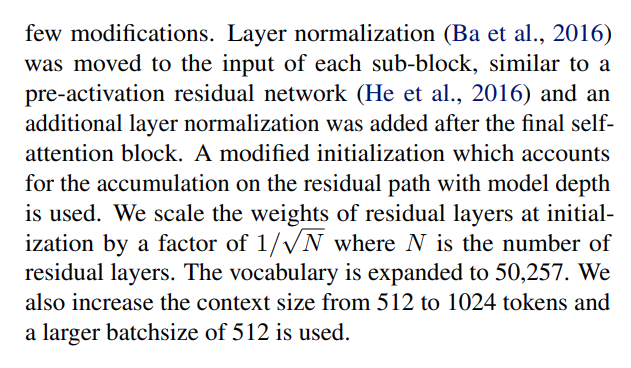 few modifications. Layer normalization (Ba et al., 2016)
was moved to the input of each sub-block, similar to a
pre-activation residual network (He et al., 2016) and an
additional layer normalization was added after the final self-
attention block. A modified initialization which accounts
for the accumulation on the residual path with model depth
is used. We scale the weights of residual layers at initial-
ization by a factor of 1/√N where N is the number of
residual layers. The vocabulary is expanded to 50,257. We
also increase the context size from 512 to 1024 tokens and
a larger batchsize of 512 is used.